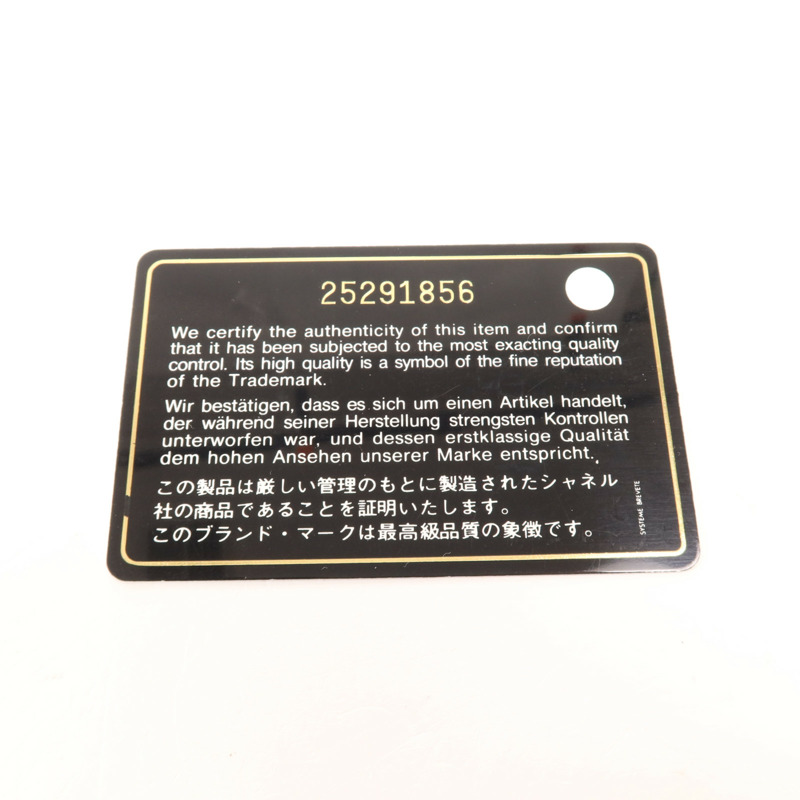 25291856
We certify the authenticity of this item and confirm
that it has been subjected to the most exacting quality
control. Its high quality is a symbol of the fine reputation
of the Trademark.
Wir bestätigen, dass es sich um einen Artikel handelt,
der während seiner Herstellung strengsten Kontrollen
unterworfen war, und dessen erstklassige Qualität
dem hohen Ansehen unserer Marke entspricht.
この製品は厳しい管理のもとに製造されたシャネル
社の商品であることを証明いたします。
このブランド・マークは最高級品質の象徴です。
SYSTEME BREVETE